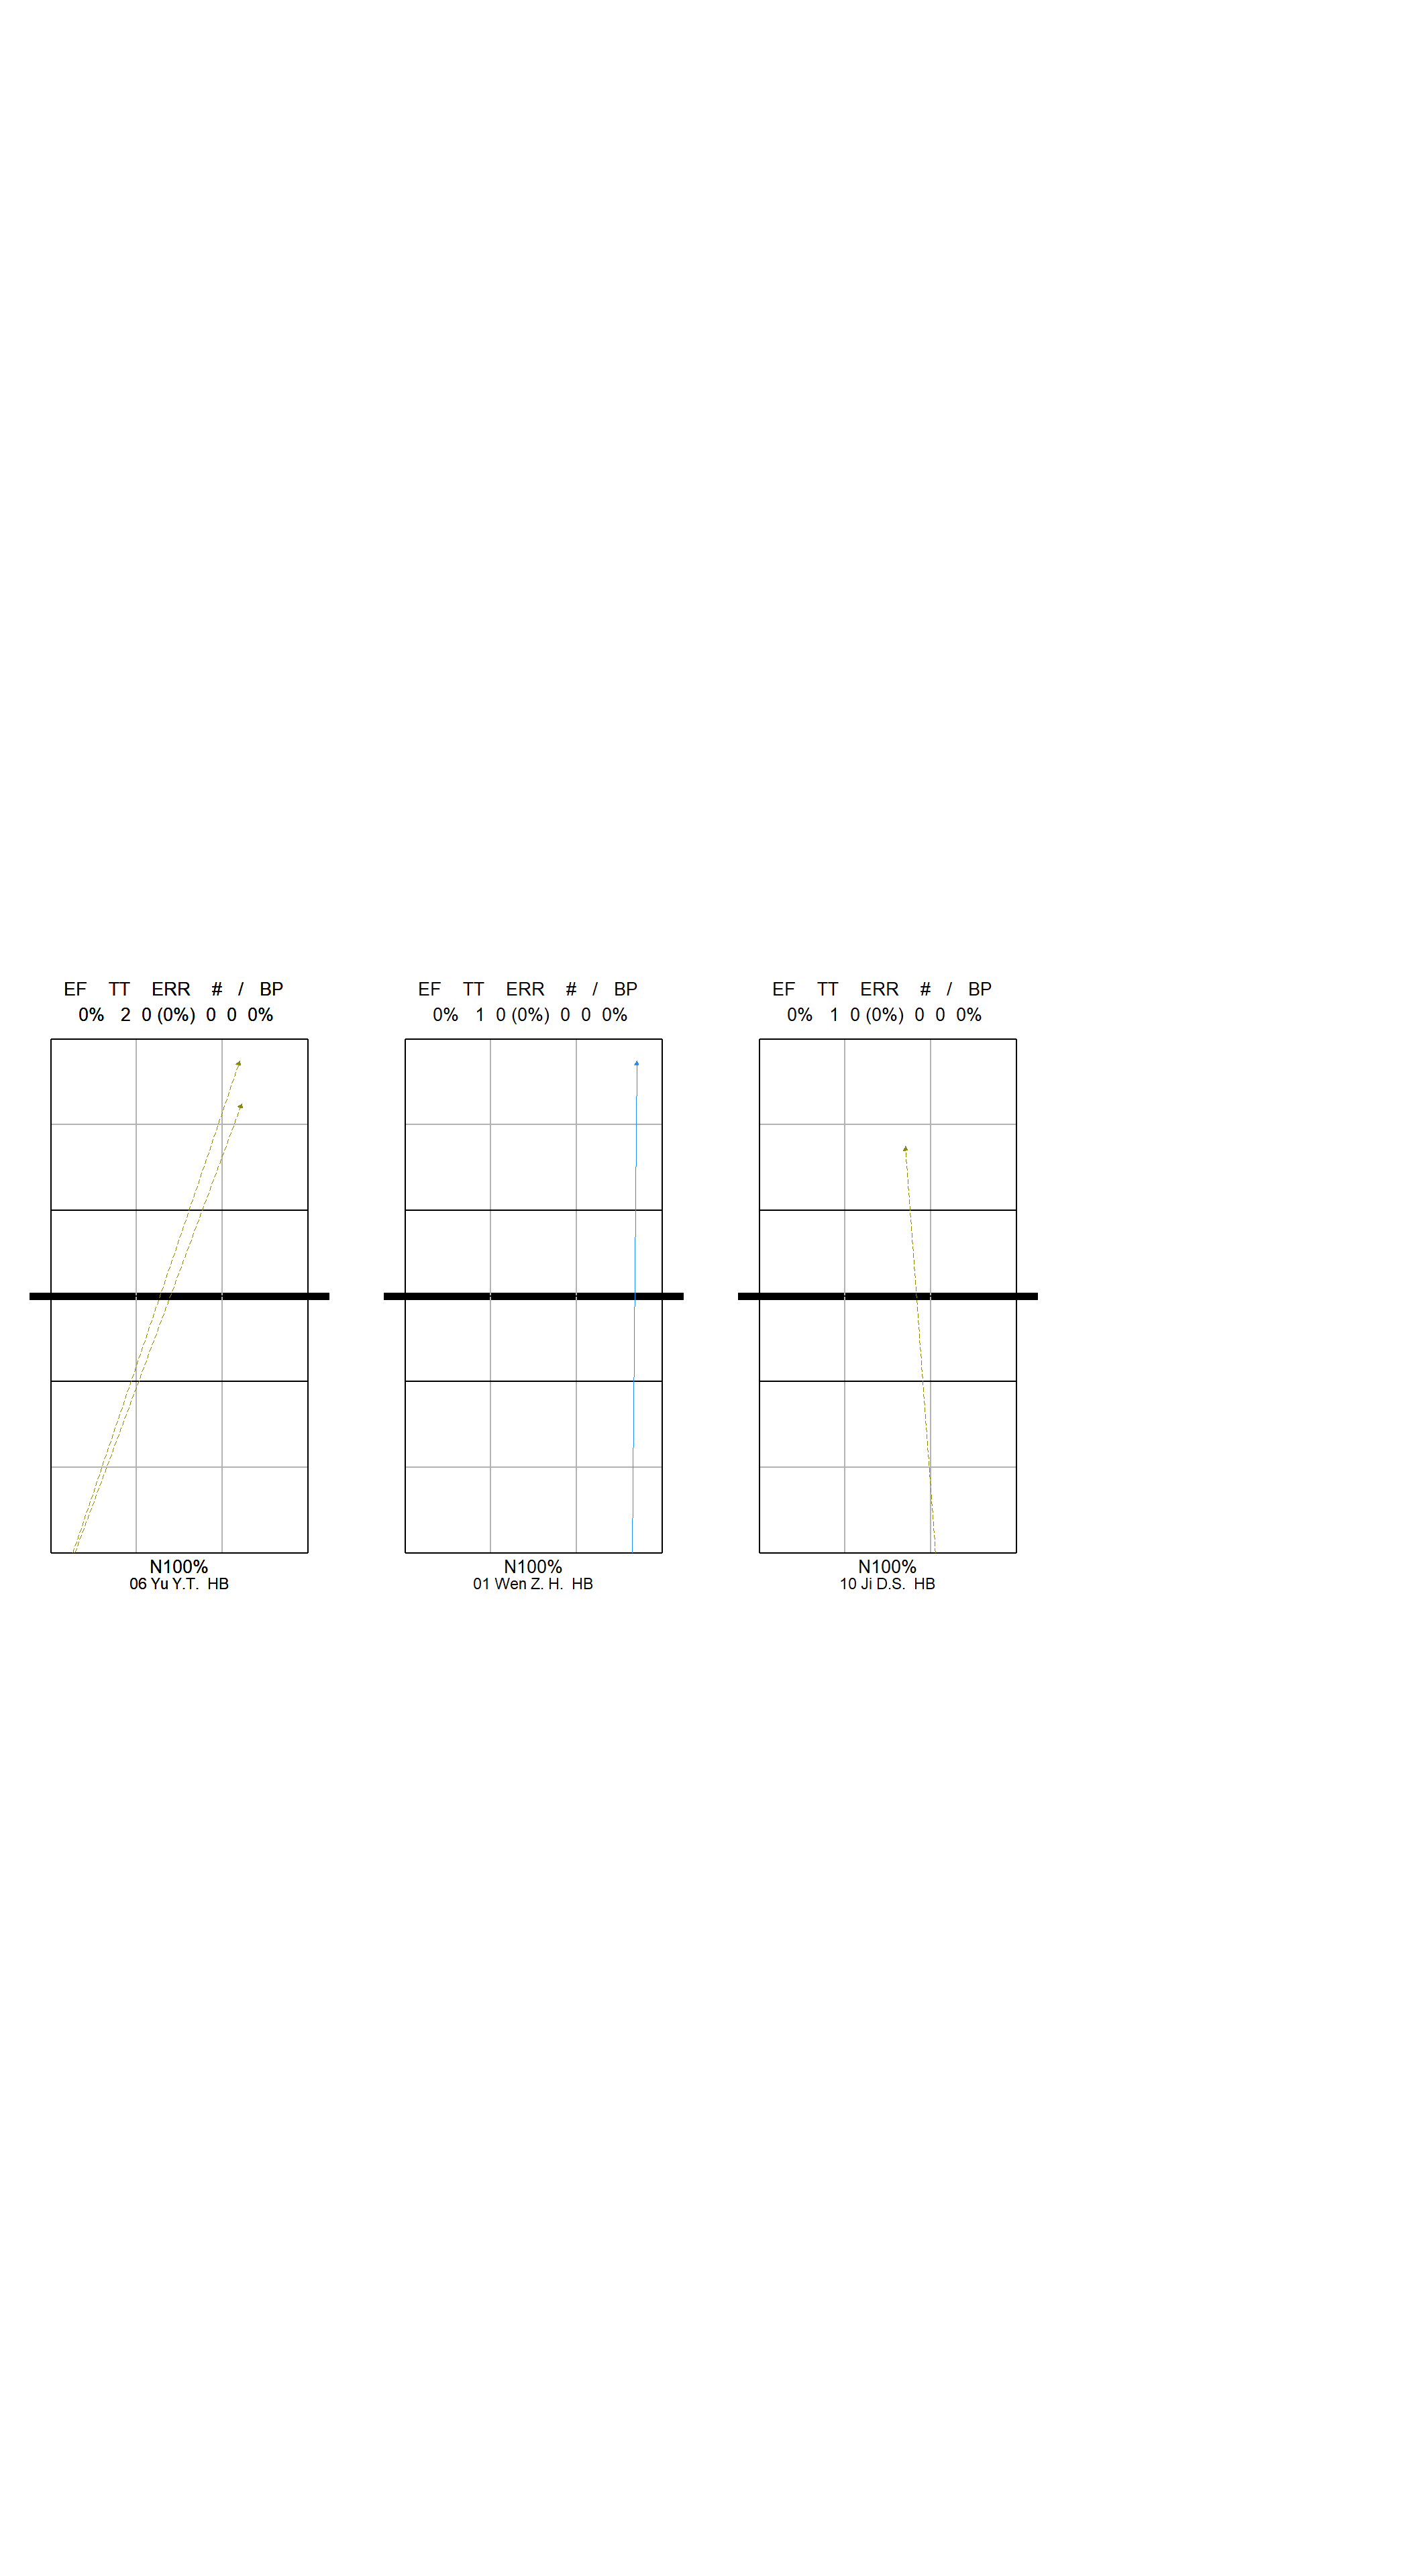 EF TT ERR # / BP
0% 2 0 (0%) 0 0 0%
N100%
06 Yu Y.T. HB
EF TT ERR # / BP
0% 1 0 (0%) 0 0 0%
N100%
01 Wen Z. H. HB
EF TT ERR # / BP
0% 1 0 (0%) 0 0 0%
N100%
10 Ji D.S. HB